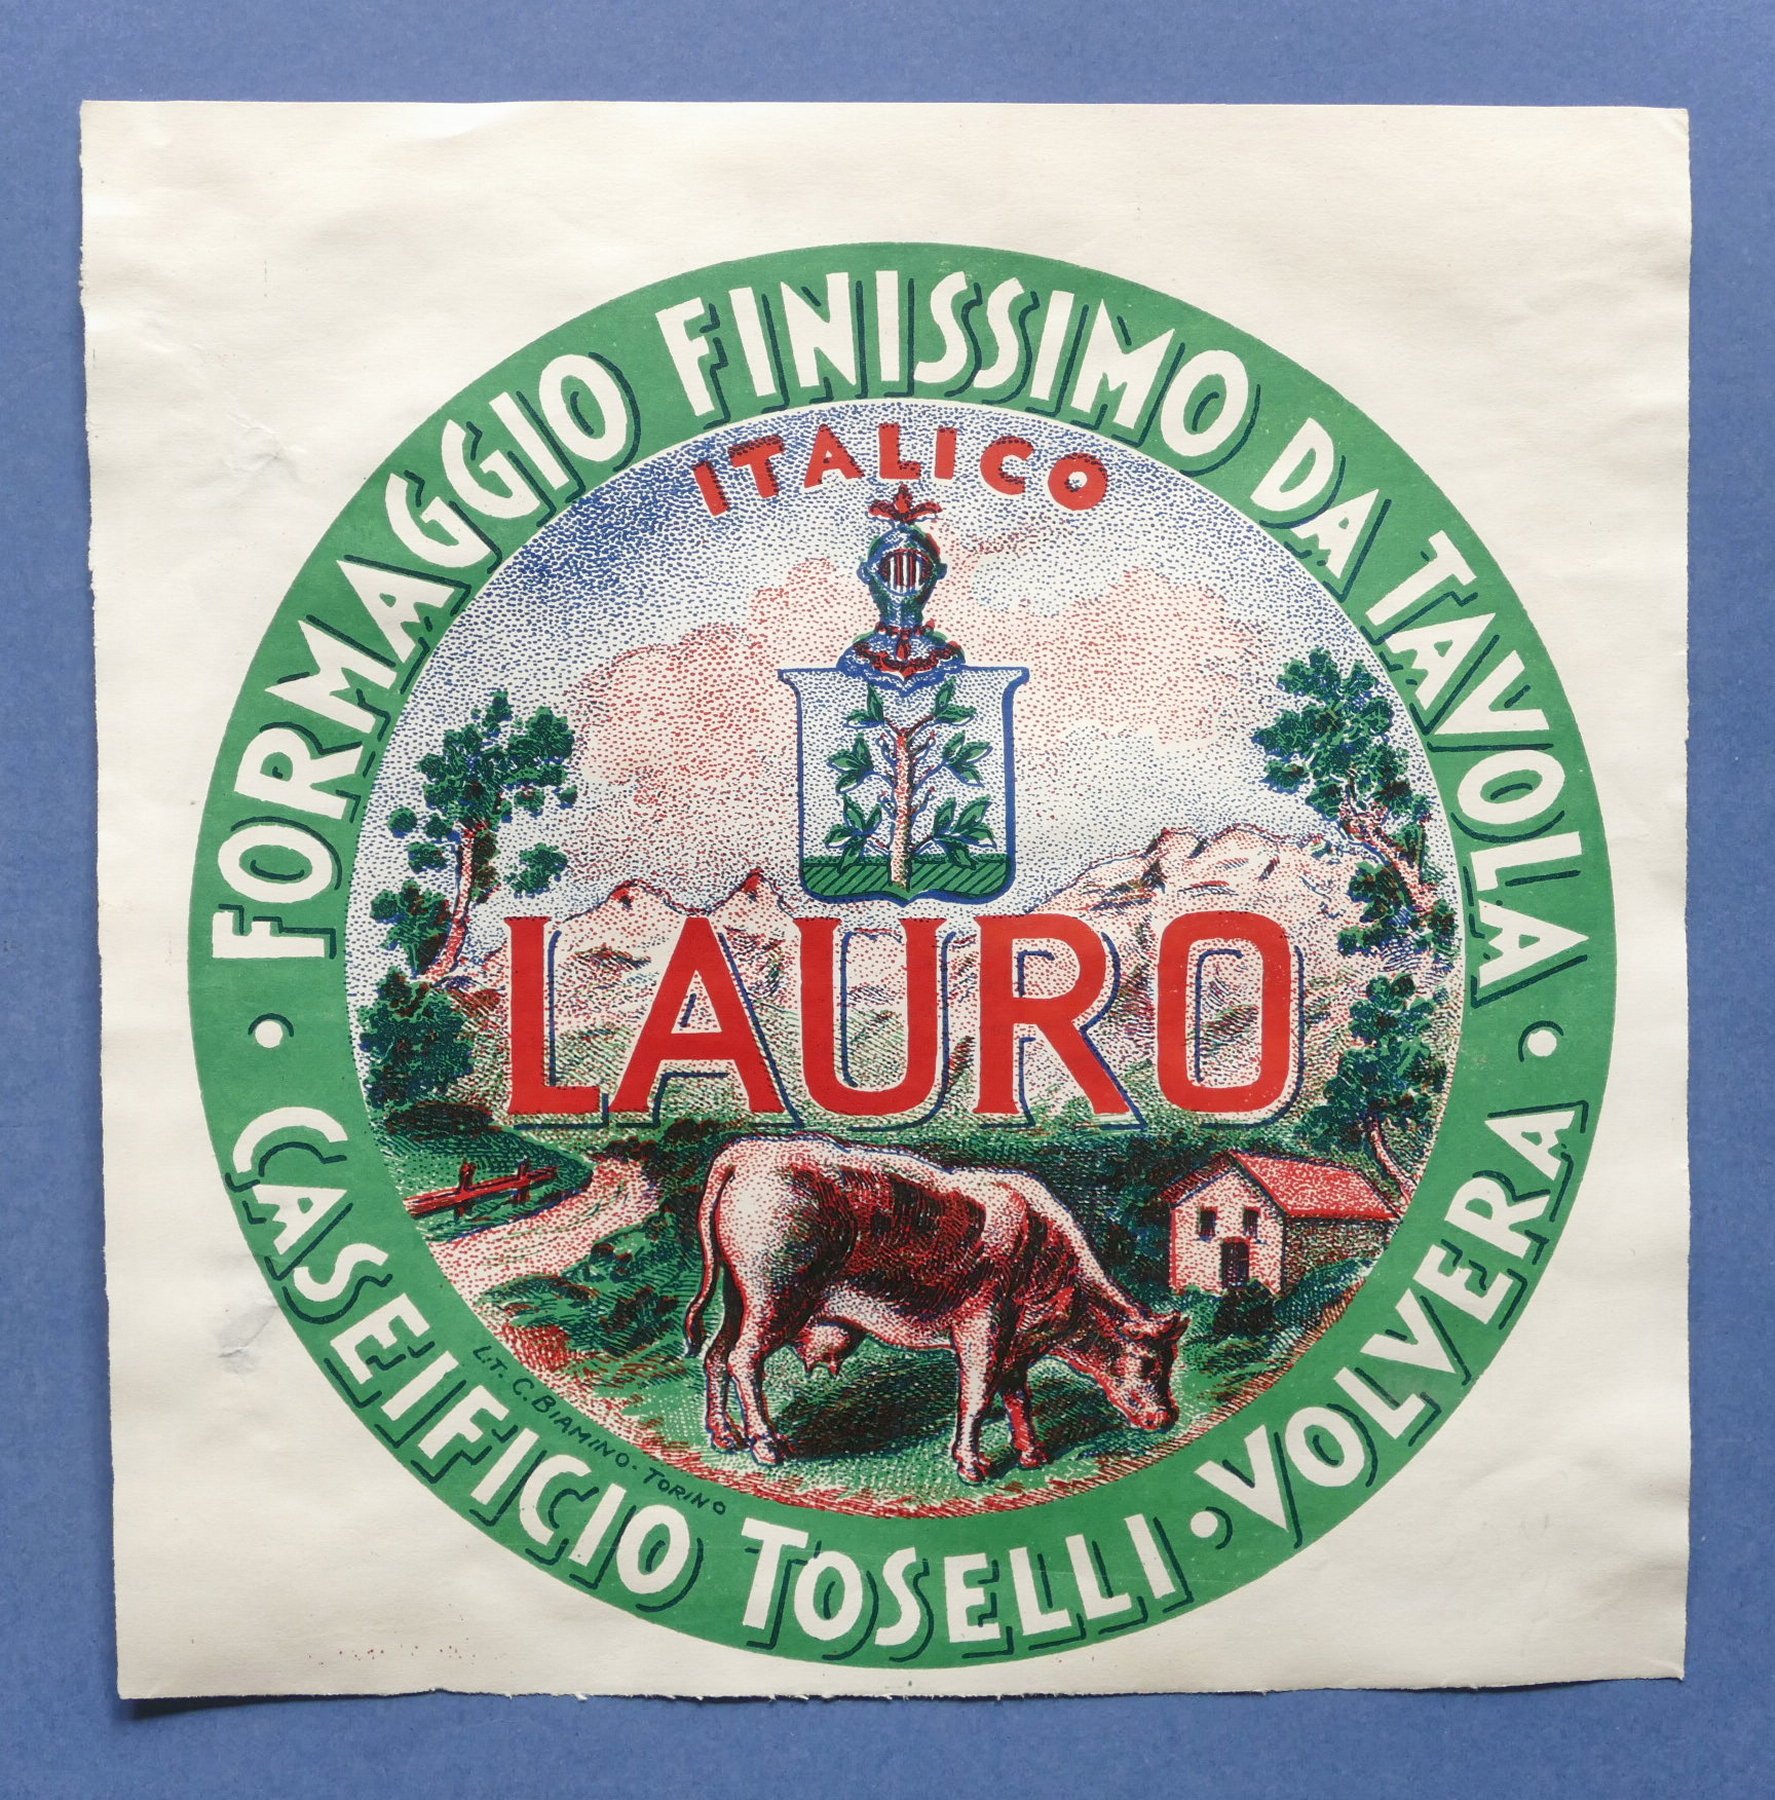 FORMAGGIO FINISSIMO DA TAVOLA
ITALICO
LAURO
LIT. C. BIAMINO - TORINO
CASEIFICIO TOSELLI · VOLVERA